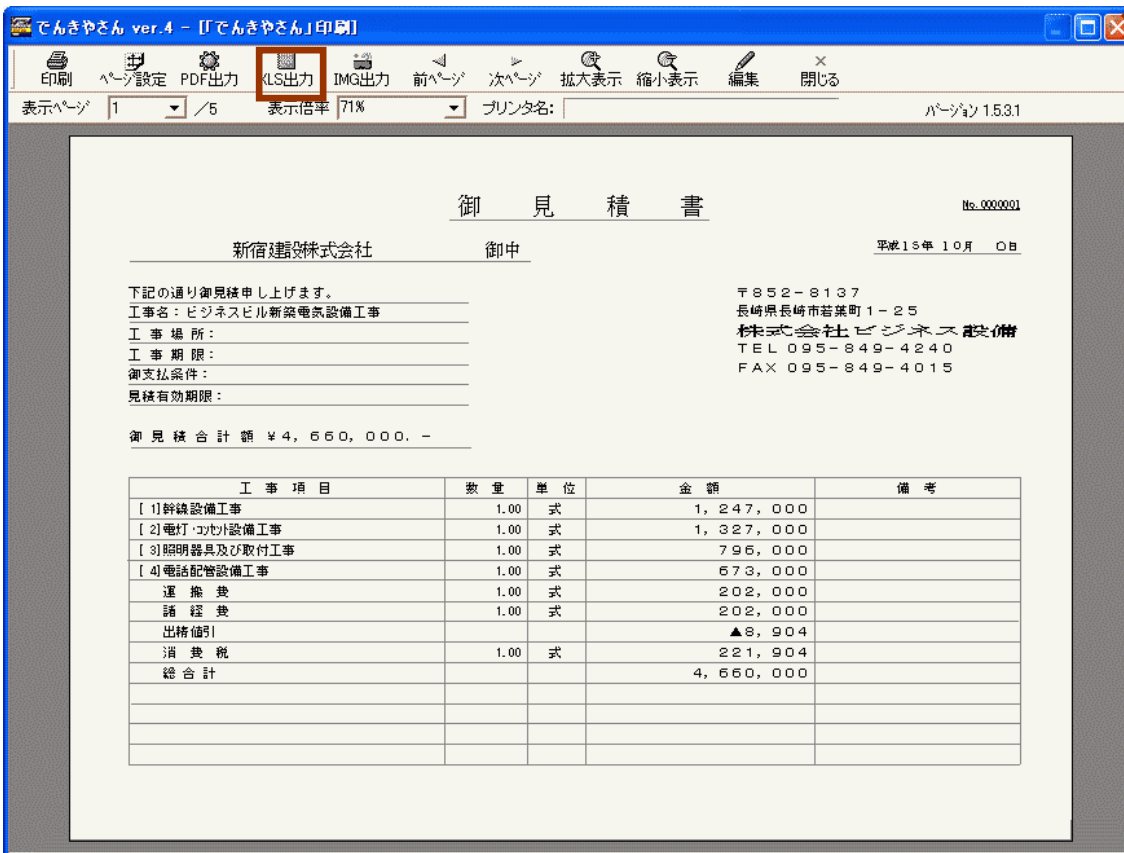 でんきやさん ver.4 - [「でんきやさん」印刷]
印刷 ページ設定 PDF出力 XLS出力 IMG出力 前ページ 次ページ 拡大表示 縮小表示 編集 閉じる
表示ページ 1 /5 表示倍率 71% プリンタ名: バージョン 1.5.3.1
御見積書
No.0000001
新宿建設株式会社 御中
平成15年 10月 〇日
下記の通り御見積申し上げます。
工事名：ビジネスビル新築電気設備工事
工事場所：
工事期限：
御支払条件：
見積有効期限：
〒852-8137
長崎県長崎市若葉町1-25
株式会社ビジネス設備
TEL 095-849-4240
FAX 095-849-4015
御見積合計額 ￥4,660,000.-
工事項目 数量 単位 金額 備考
[ 1]幹線設備工事 1.00 式 1,247,000
[ 2]電灯・コンセント設備工事 1.00 式 1,327,000
[ 3]照明器具及び取付工事 1.00 式 796,000
[ 4]電話配管設備工事 1.00 式 673,000
運搬費 1.00 式 202,000
諸経費 1.00 式 202,000
出精値引 ▲8,904
消費税 1.00 式 221,904
総合計 4,660,000